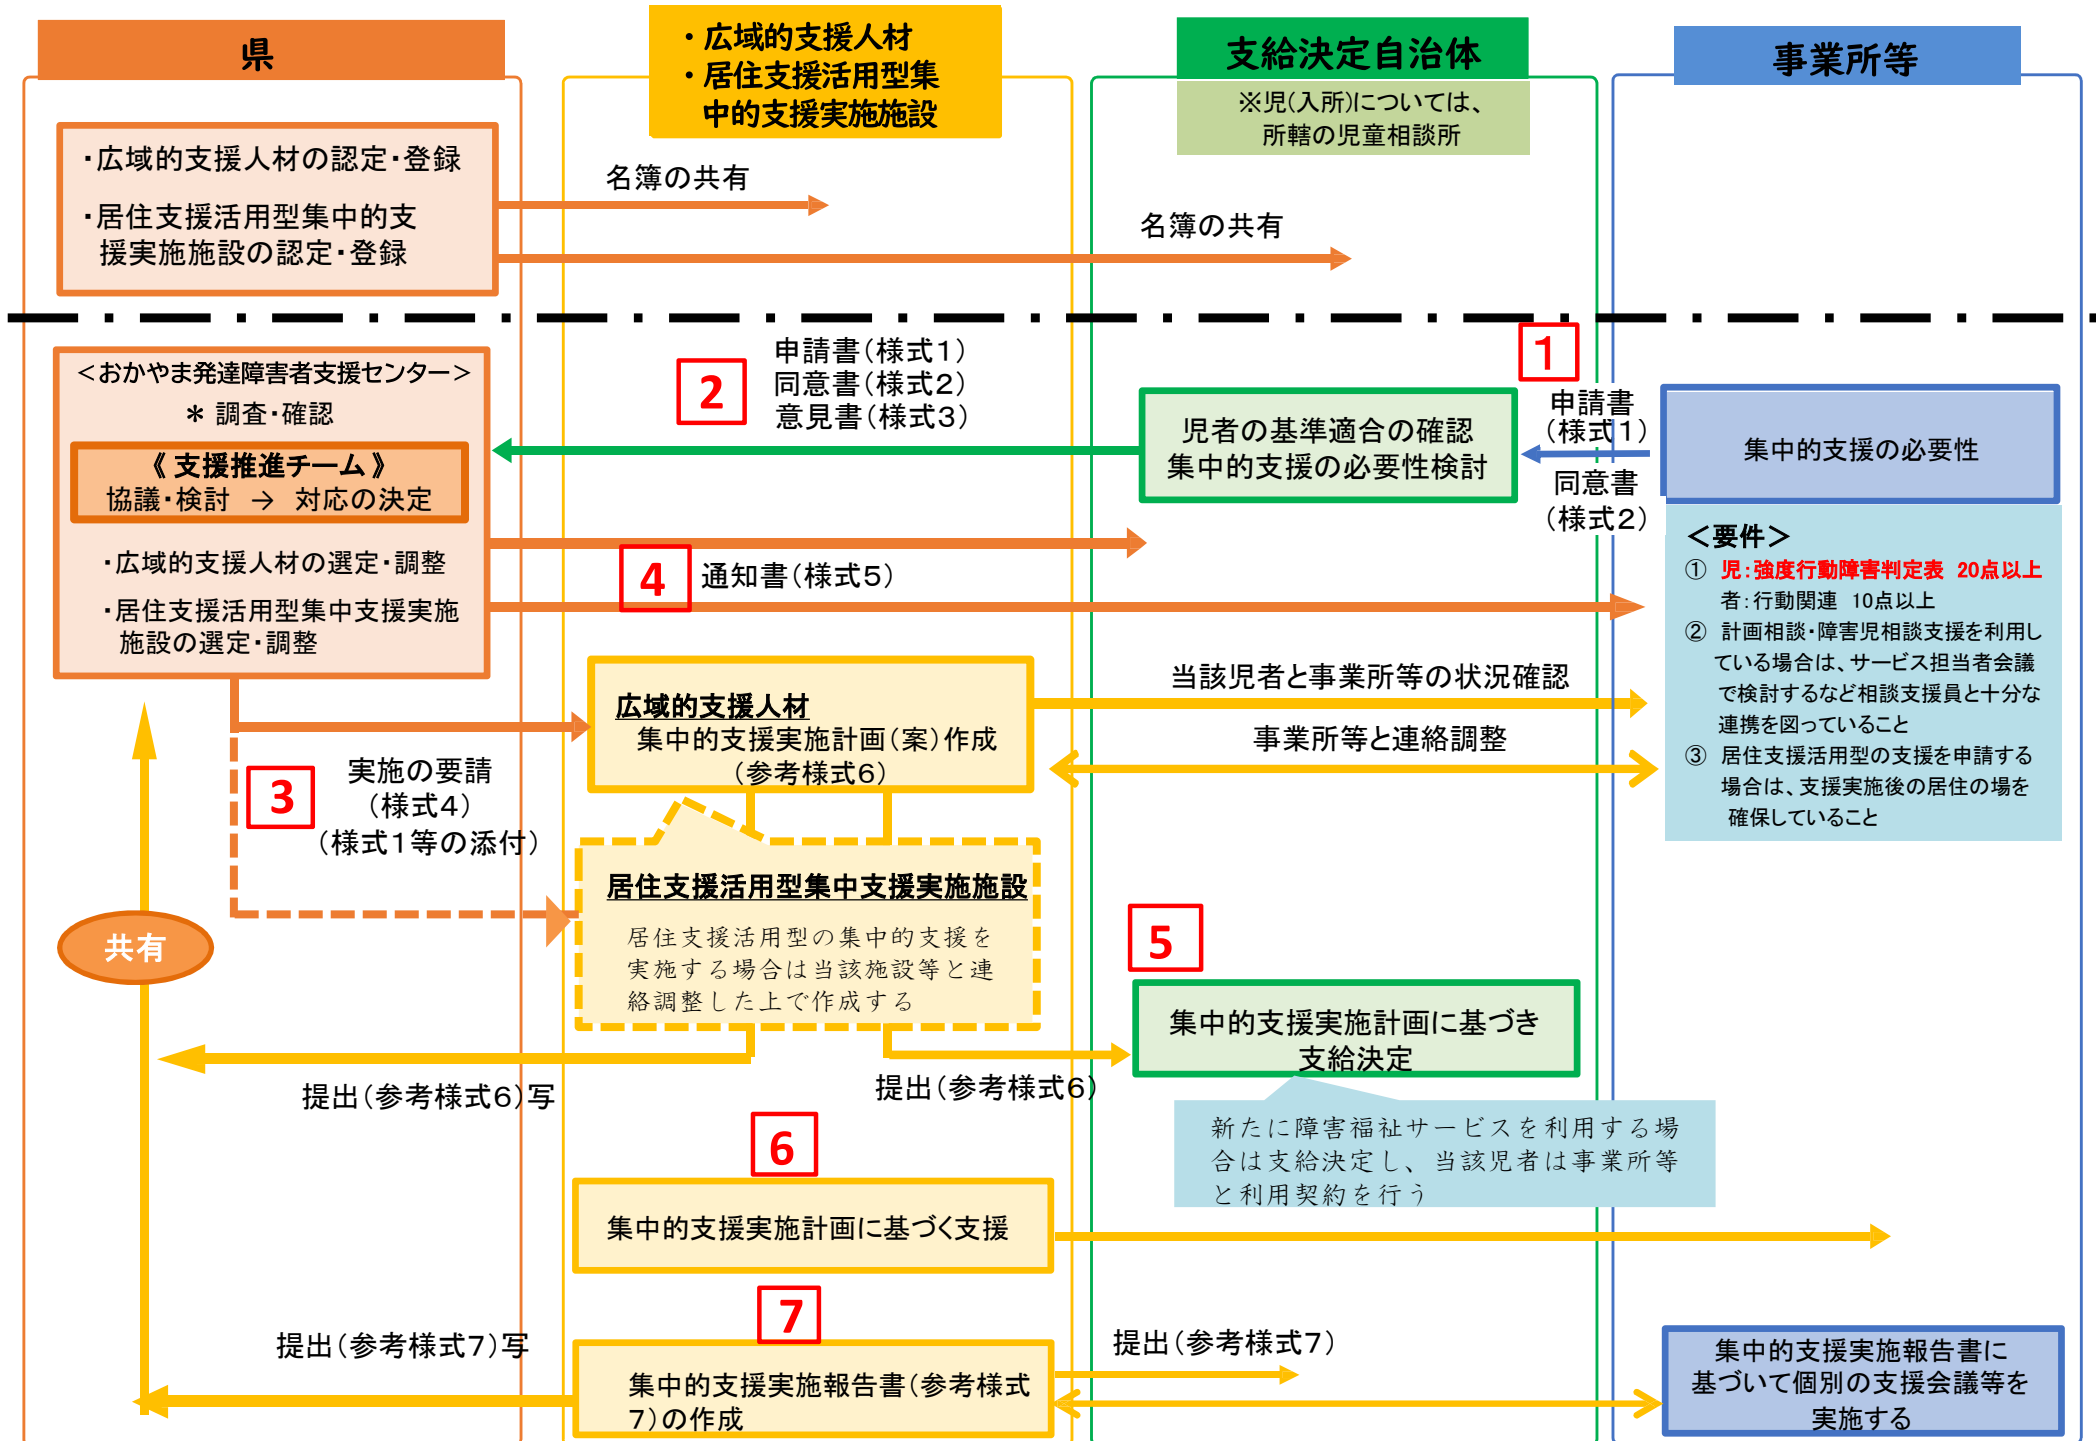 県
・広域的支援人材
・居住支援活用型集
中的支援実施施設
支給決定自治体
※児(入所)については、
所轄の児童相談所
事業所等
・広域的支援人材の認定・登録
・居住支援活用型集中的支
援実施施設の認定・登録
名簿の共有
名簿の共有
1
申請書
(様式1)
同意書
(様式2)
集中的支援の必要性
<要件>
① 児:強度行動障害判定表 20点以上
者:行動関連 10点以上
② 計画相談・障害児相談支援を利用し
ている場合は、サービス担当者会議
で検討するなど相談支援員と十分な
連携を図っていること
③ 居住支援活用型の支援を申請する
場合は、支援実施後の居住の場を
確保していること
児者の基準適合の確認
集中的支援の必要性検討
2
申請書(様式1)
同意書(様式2)
意見書(様式3)
<おかやま発達障害者支援センター>
* 調査・確認
《 支援推進チーム 》
協議・検討 → 対応の決定
・広域的支援人材の選定・調整
・居住支援活用型集中支援実施
施設の選定・調整
4
通知書(様式5)
3
実施の要請
(様式4)
(様式1等の添付)
広域的支援人材
集中的支援実施計画(案)作成
(参考様式6)
当該児者と事業所等の状況確認
事業所等と連絡調整
居住支援活用型集中支援実施施設
居住支援活用型の集中的支援を
実施する場合は当該施設等と連
絡調整した上で作成する
共有
5
集中的支援実施計画に基づき
支給決定
提出(参考様式6)写
提出(参考様式6)
新たに障害福祉サービスを利用する場
合は支給決定し、当該児者は事業所等
と利用契約を行う
6
集中的支援実施計画に基づく支援
7
提出(参考様式7)写
集中的支援実施報告書(参考様式
7)の作成
提出(参考様式7)
集中的支援実施報告書に
基づいて個別の支援会議等を
実施する